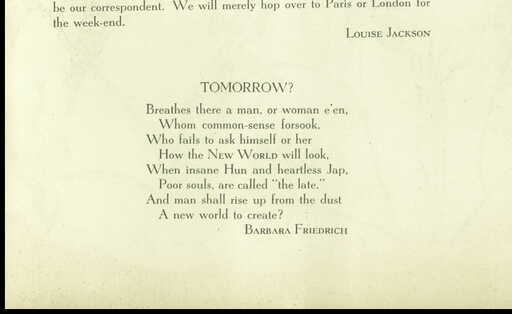 be our correspondent. We will merely hop over to Paris or London for
the week-end.
LOUISE JACKSON
TOMORROW?
Breathes there a man, or woman e'en,
Whom common-sense forsook,
Who fails to ask himself or her
How the NEW WORLD will look,
When insane Hun and heartless Jap,
Poor souls, are called "the late."
And man shall rise up from the dust
A new world to create?
BARBARA FRIEDRICH